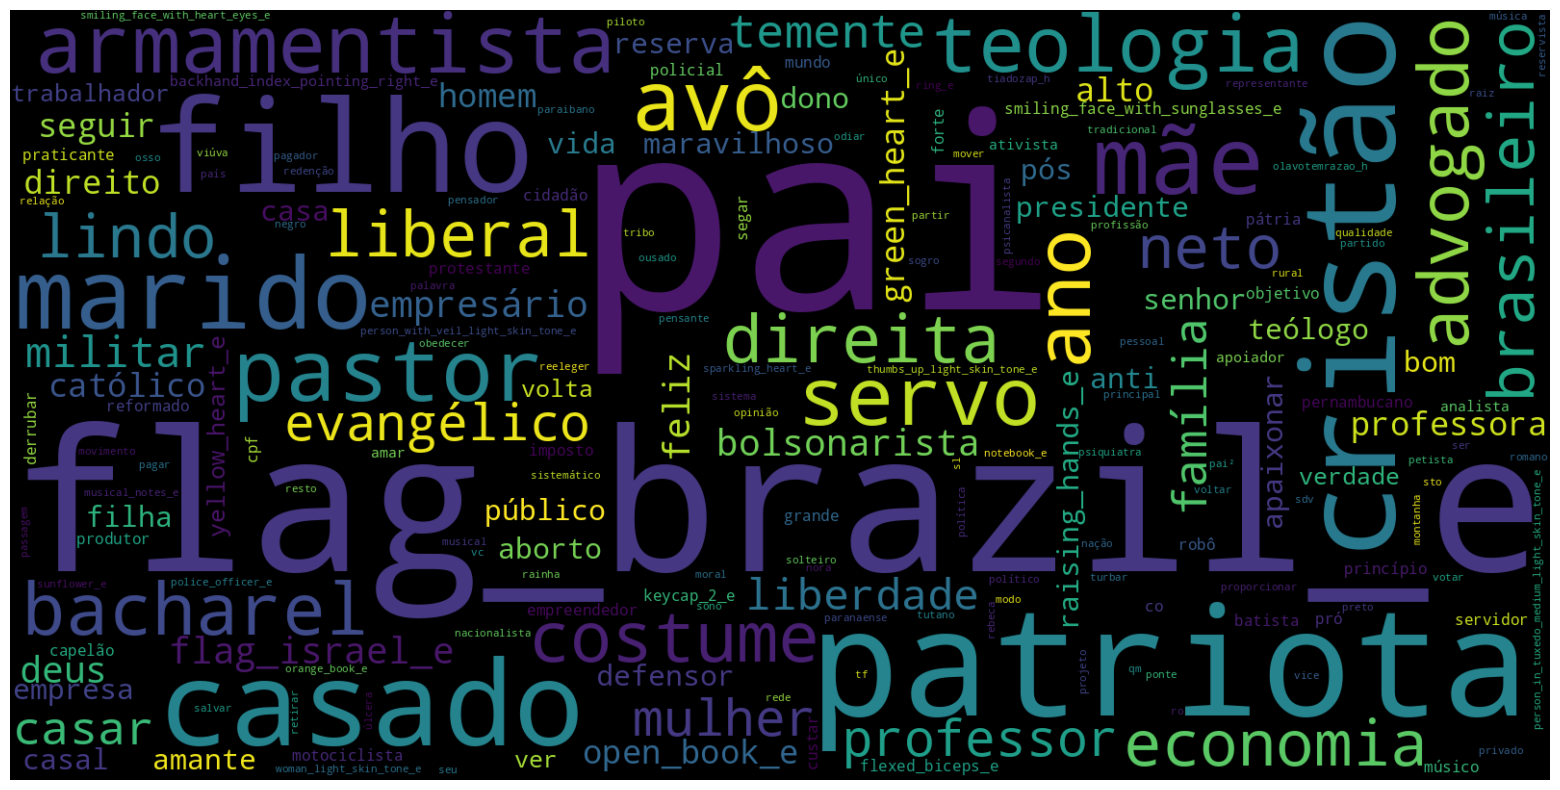 smiling_face_with_heart_eyes_e
armamentista
piloto
reserva
temente
teologia
música
reservista
backhand_index_pointing_right_e
policial
mundo
único
ring_e
tiadozap_h
representante
raiz
trabalhador
homem
paraibano
avô
dono
green_heart_e
alto
smiling_face_with_sunglasses_e
cristão
advogado
brasileiro
seguir
filho
vida
maravilhoso
odiar
forte
tradicional
ativista
mãe
praticante
osso
viúva
pagador
redenção
país
direito
relação
pensador
cidadão
pai
mover
pós
olavotemrazao_h
casa
negro
segar
partir
psicanalista
presidente
profissão
pátria
qualidade
partido
lindo
liberal
tribo
ousado
sogro
segundo
ano
neto
rural
protestante
palavra
marido
empresário
senhor
objetivo
pensante
person_with_veil_light_skin_tone_e
direita
teólogo
militar
yellow_heart_e
obedecer
pastor
reeleger
feliz
sparkling_heart_e
thumbs_up_light_skin_tone_e
pessoal
família
apoiador
bom
católico
volta
servo
raising_hands_e
anti
principal
apaixonar
reformado
evangélico
sistema
opinião
pernambucano
analista
derrubar
cpf
amar
imposto
bolsonarista
notebook_e
psiquiatra
professora
ser
movimento
pagar
sistemático
sl
pai²
petista
romano
musical_notes_e
resto
voltar
verdade
sdv
sto
flag_brazil_e
passagem
filha
público
grande
política
montanha
produtor
musical
vc
aborto
solteiro
nação
robô
sunflower_e
police_officer_e
rainha
moral
hora
político
turbar
proporcionar
princípio
votar
person_in_tuxedo_medium_light_skin_tone_e
bacharel
keycap_2_e
sono
liberdade
modo
co
preto
empreendedor
paranaense
tutano
rebeca
batista
pró
servidor
capelão
flag_israel_e
nacionalista
costume
patriota
deus
orange_book_e
defensor
tf
projeto
qm
ponte
vice
empresa
casado
salvar
retirar
úlcera
rede
ro
casar
mulher
custar
professor
economia
casal
amante
motociclista
ver
open_book_e
privado
woman_light_skin_tone_e
seu
flexed_biceps_e
músico